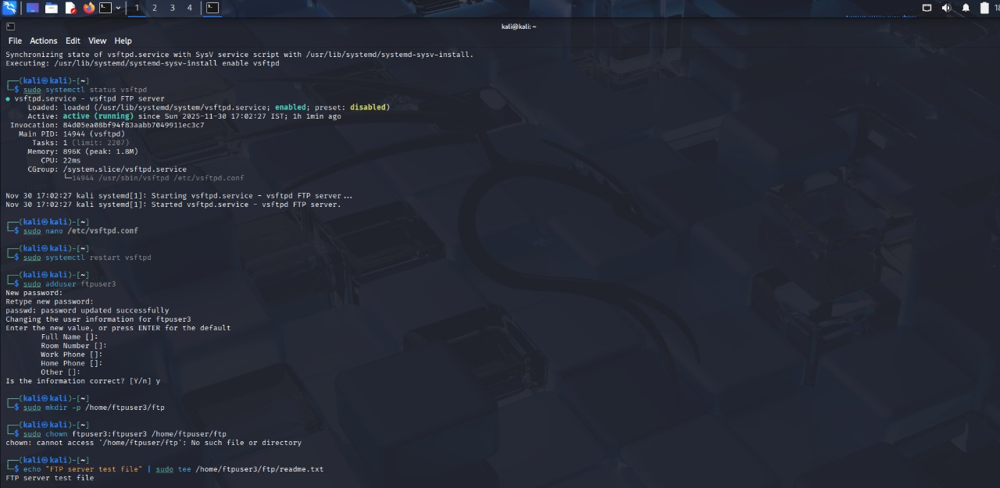 1 2 3 4
kali@kali: ~
File Actions Edit View Help
Synchronizing state of vsftpd.service with SysV service script with /usr/lib/systemd/systemd-sysv-install.
Executing: /usr/lib/systemd/systemd-sysv-install enable vsftpd
┌──(kali㉿kali)-[~]
└─$ sudo systemctl status vsftpd
● vsftpd.service - vsftpd FTP server
Loaded: loaded (/usr/lib/systemd/system/vsftpd.service; enabled; preset: disabled)
Active: active (running) since Sun 2025-11-30 17:02:27 IST; 1h 1min ago
Invocation: 84d05ea08bf94f83aabb7049911ec3c7
Main PID: 14944 (vsftpd)
Tasks: 1 (limit: 2207)
Memory: 896K (peak: 1.8M)
CPU: 22ms
CGroup: /system.slice/vsftpd.service
└─14944 /usr/sbin/vsftpd /etc/vsftpd.conf
Nov 30 17:02:27 kali systemd[1]: Starting vsftpd.service - vsftpd FTP server...
Nov 30 17:02:27 kali systemd[1]: Started vsftpd.service - vsftpd FTP server.
┌──(kali㉿kali)-[~]
└─$ sudo nano /etc/vsftpd.conf
┌──(kali㉿kali)-[~]
└─$ sudo systemctl restart vsftpd
┌──(kali㉿kali)-[~]
└─$ sudo adduser ftpuser3
New password:
Retype new password:
passwd: password updated successfully
Changing the user information for ftpuser3
Enter the new value, or press ENTER for the default
Full Name []:
Room Number []:
Work Phone []:
Home Phone []:
Other []:
Is the information correct? [Y/n] y
┌──(kali㉿kali)-[~]
└─$ sudo mkdir -p /home/ftpuser3/ftp
┌──(kali㉿kali)-[~]
└─$ sudo chown ftpuser3:ftpuser3 /home/ftpuser/ftp
chown: cannot access '/home/ftpuser/ftp': No such file or directory
┌──(kali㉿kali)-[~]
└─$ echo "FTP server test file" | sudo tee /home/ftpuser3/ftp/readme.txt
FTP server test file